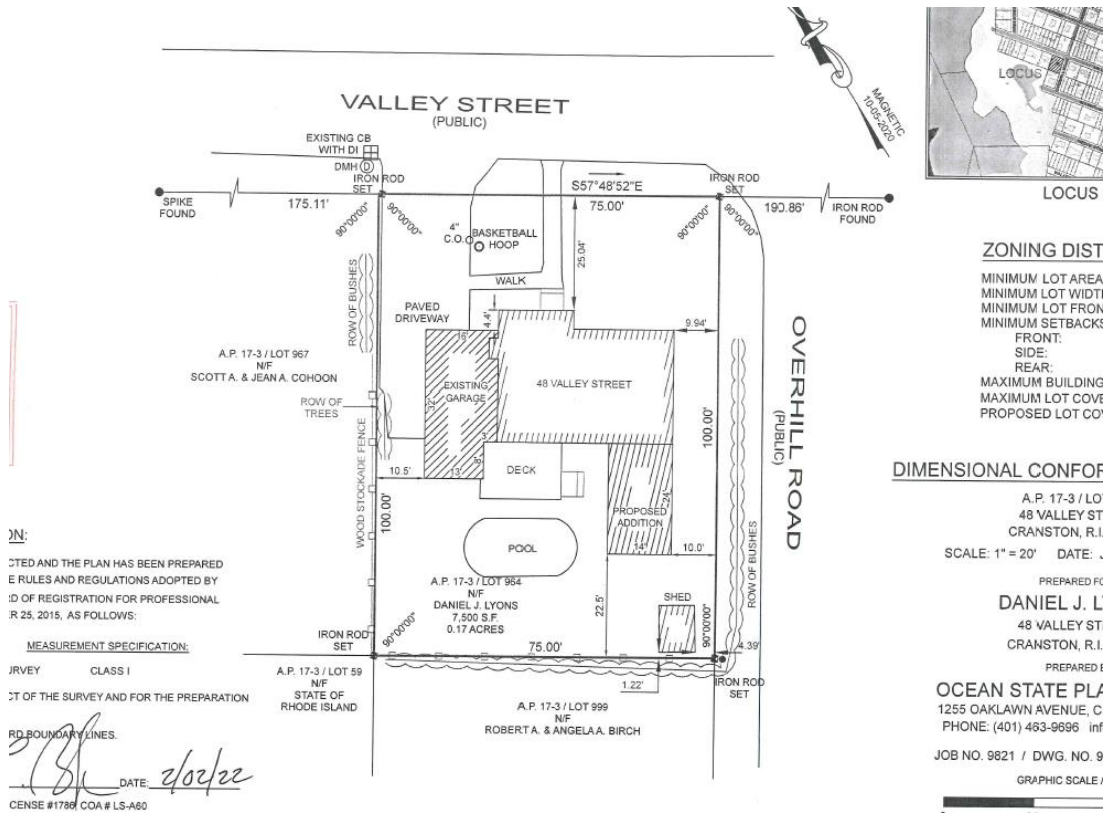 VALLEY STREET
(PUBLIC)
EXISTING CB
WITH DI
DMH D
IRON ROD
SET
SPIKE
FOUND
175.11'
90°00'00"
90°00'00"
S57°48'52"E
75.00'
90°00'00"
IRON ROD
SET
90°00'00"
190.86'
IRON ROD
FOUND
MAGNETIC
10-05-2020
LOCUS
LOCUS
4"
C.O.
BASKETBALL
HOOP
25.04'
WALK
ROW OF BUSHES
PAVED
DRIVEWAY
4.4'
16'
9.94'
A.P. 17-3 / LOT 967
N/F
SCOTT A. & JEAN A. COHOON
ROW OF
TREES
EXISTING
GARAGE
32'
48 VALLEY STREET
100.00'
OVERHILL ROAD
(PUBLIC)
WOOD STOCKADE FENCE
3'
8'
13'
10.5'
DECK
100.00'
PROPOSED
ADDITION
24'
14'
10.0'
POOL
ROW OF BUSHES
A.P. 17-3 / LOT 964
N/F
DANIEL J. LYONS
7,500 S.F.
0.17 ACRES
22.5'
SHED
90°00'00"
90°00'00"
4.39'
IRON ROD
SET
75.00'
IRON ROD
SET
1.22'
A.P. 17-3 / LOT 59
N/F
STATE OF
RHODE ISLAND
A.P. 17-3 / LOT 999
N/F
ROBERT A. & ANGELA A. BIRCH
ZONING DIST
MINIMUM LOT AREA
MINIMUM LOT WIDT
MINIMUM LOT FRON
MINIMUM SETBACKS
FRONT:
SIDE:
REAR:
MAXIMUM BUILDING
MAXIMUM LOT COVE
PROPOSED LOT COV
DIMENSIONAL CONFOR
A.P. 17-3 / LO
48 VALLEY ST
CRANSTON, R.I.
SCALE: 1" = 20' DATE: J
PREPARED FO
DANIEL J. LY
48 VALLEY ST
CRANSTON, R.I.
PREPARED B
OCEAN STATE PLA
1255 OAKLAWN AVENUE, C
PHONE: (401) 463-9696 inf
JOB NO. 9821 / DWG. NO. 9
GRAPHIC SCALE /
ON:
CTED AND THE PLAN HAS BEEN PREPARED
E RULES AND REGULATIONS ADOPTED BY
RD OF REGISTRATION FOR PROFESSIONAL
R 25, 2015, AS FOLLOWS:
MEASUREMENT SPECIFICATION:
URVEY CLASS I
CT OF THE SURVEY AND FOR THE PREPARATION
RD BOUNDARY LINES.
DATE: 2/02/22
CENSE #1786 COA # LS-A60